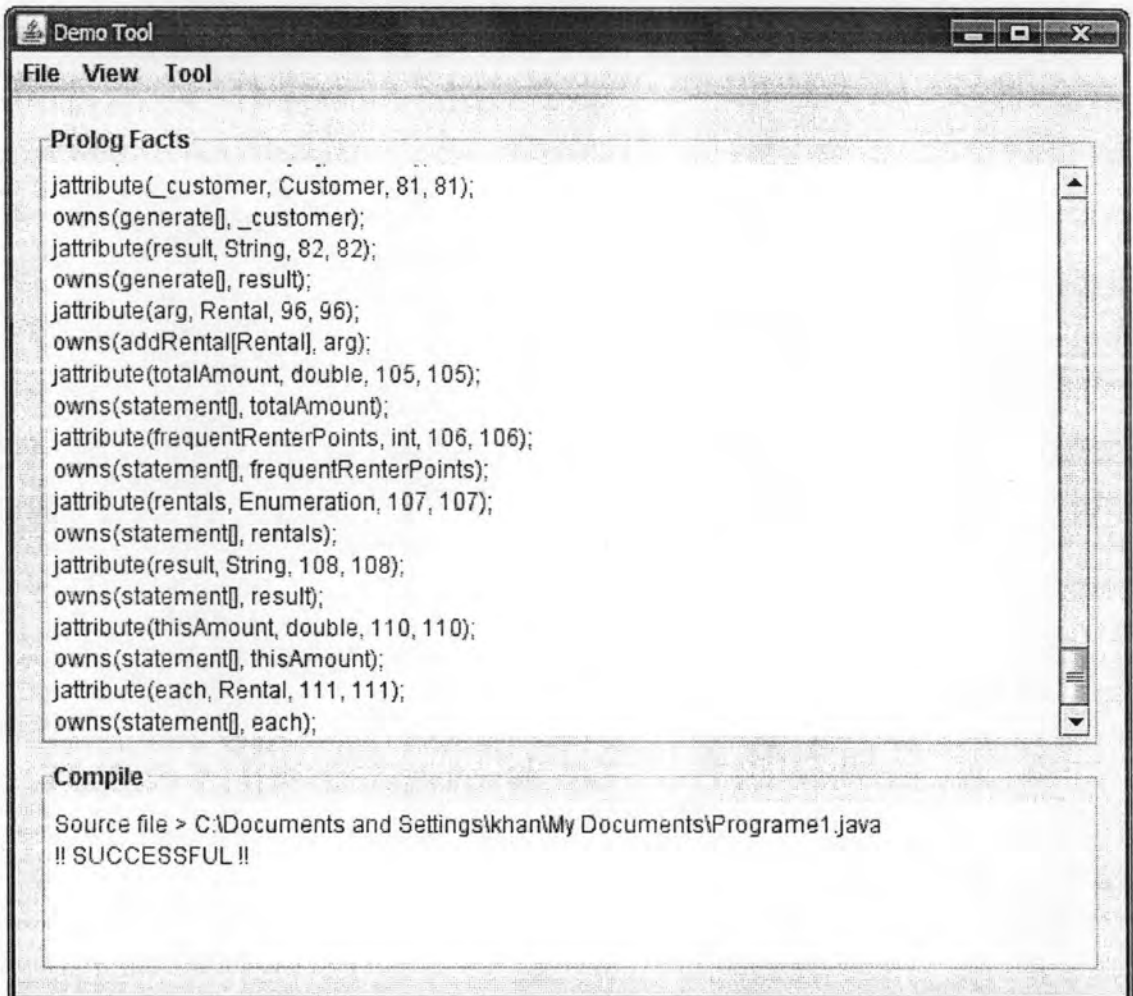 Demo Tool
File View Tool
Prolog Facts
jattribute(_customer, Customer, 81, 81);
owns(generate[], _customer);
jattribute(result, String, 82, 82);
owns(generate[], result);
jattribute(arg, Rental, 96, 96);
owns(addRental[Rental], arg);
jattribute(totalAmount, double, 105, 105);
owns(statement[], totalAmount);
jattribute(frequentRenterPoints, int, 106, 106);
owns(statement[], frequentRenterPoints);
jattribute(rentals, Enumeration, 107, 107);
owns(statement[], rentals);
jattribute(result, String, 108, 108);
owns(statement[], result);
jattribute(thisAmount, double, 110, 110);
owns(statement[], thisAmount);
jattribute(each, Rental, 111, 111);
owns(statement[], each);
Compile
Source file > C:\Documents and Settings\khan\My Documents\Programe1.java
!! SUCCESSFUL !!